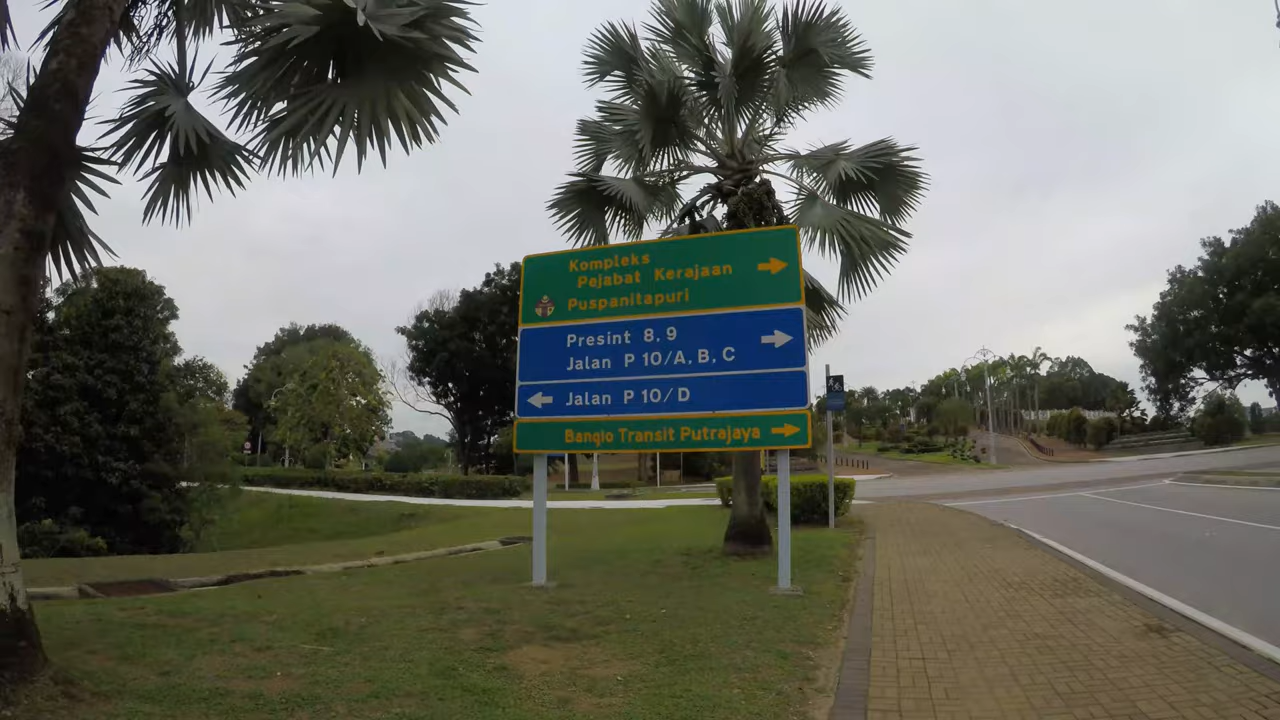 Kompleks
Pejabat Kerajaan
Puspanitapuri
Presint 8, 9
Jalan P 10/A, B, C
Jalan P 10/D
Banglo Transit Putrajaya